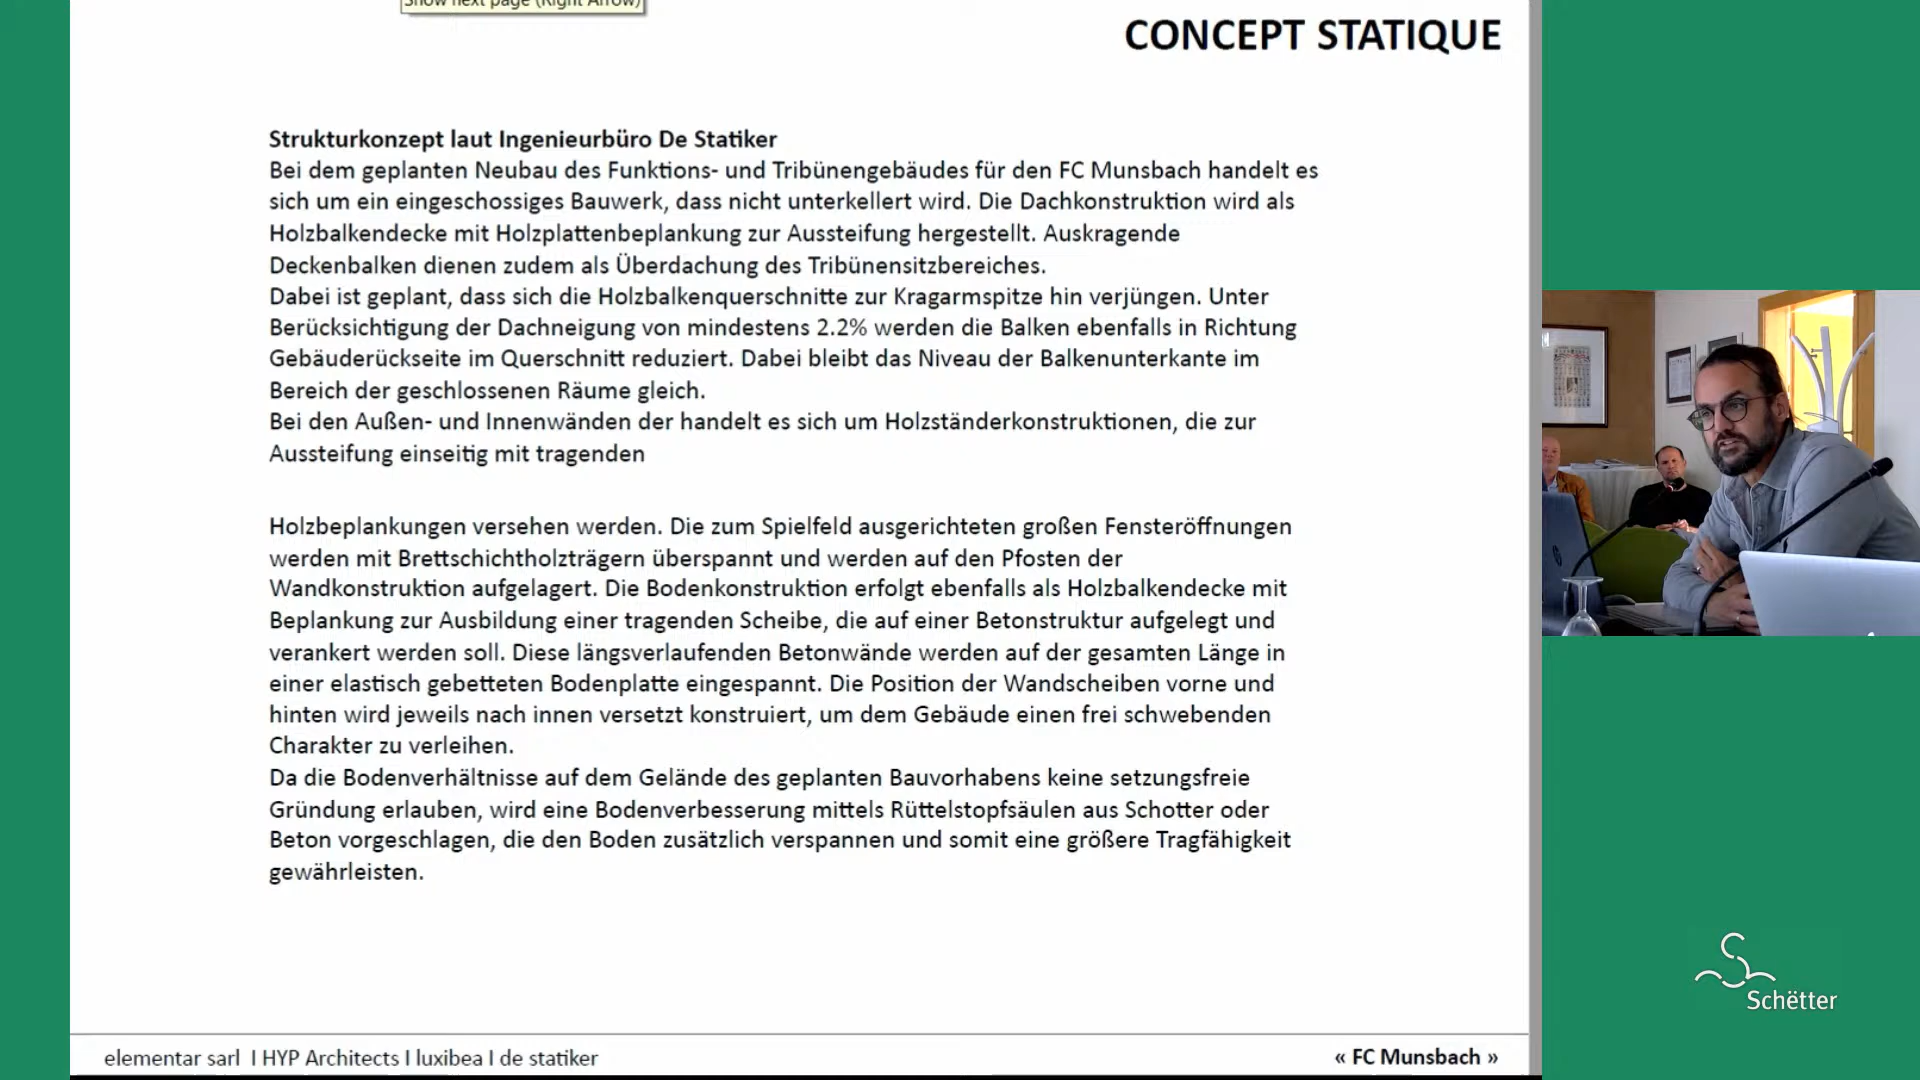 Show next page (Right Arrow)
CONCEPT STATIQUE
Strukturkonzept laut Ingenieurbüro De Statiker
Bei dem geplanten Neubau des Funktions- und Tribünengebäudes für den FC Munsbach handelt es
sich um ein eingeschossiges Bauwerk, dass nicht unterkellert wird. Die Dachkonstruktion wird als
Holzbalkendecke mit Holzplattenbeplankung zur Aussteifung hergestellt. Auskragende
Deckenbalken dienen zudem als Überdachung des Tribünensitzbereiches.
Dabei ist geplant, dass sich die Holzbalkenquerschnitte zur Kragarmspitze hin verjüngen. Unter
Berücksichtigung der Dachneigung von mindestens 2.2% werden die Balken ebenfalls in Richtung
Gebäuderückseite im Querschnitt reduziert. Dabei bleibt das Niveau der Balkenunterkante im
Bereich der geschlossenen Räume gleich.
Bei den Außen- und Innenwänden der handelt es sich um Holzständerkonstruktionen, die zur
Aussteifung einseitig mit tragenden
Holzbeplankungen versehen werden. Die zum Spielfeld ausgerichteten großen Fensteröffnungen
werden mit Brettschichtholzträgern überspannt und werden auf den Pfosten der
Wandkonstruktion aufgelagert. Die Bodenkonstruktion erfolgt ebenfalls als Holzbalkendecke mit
Beplankung zur Ausbildung einer tragenden Scheibe, die auf einer Betonstruktur aufgelegt und
verankert werden soll. Diese längsverlaufenden Betonwände werden auf der gesamten Länge in
einer elastisch gebetteten Bodenplatte eingespannt. Die Position der Wandscheiben vorne und
hinten wird jeweils nach innen versetzt konstruiert, um dem Gebäude einen frei schwebenden
Charakter zu verleihen.
Da die Bodenverhältnisse auf dem Gelände des geplanten Bauvorhabens keine setzungsfreie
Gründung erlauben, wird eine Bodenverbesserung mittels Rüttelstopfsäulen aus Schotter oder
Beton vorgeschlagen, die den Boden zusätzlich verspannen und somit eine größere Tragfähigkeit
gewährleisten.
elementar sarl I HYP Architects I luxibea I de statiker
« FC Munsbach »
Schëtter